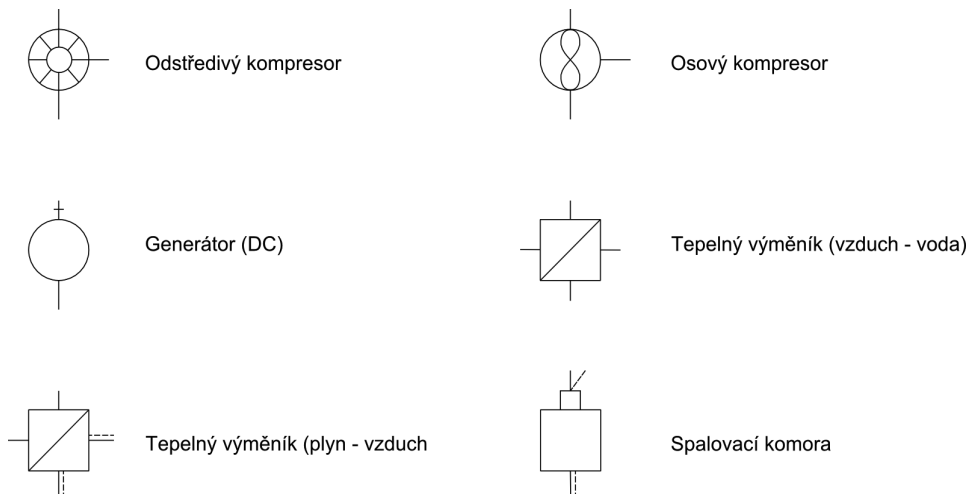 Odstředivý kompresor
Osový kompresor
Generátor (DC)
Tepelný výměník (vzduch - voda)
Tepelný výměník (plyn - vzduch
Spalovací komora